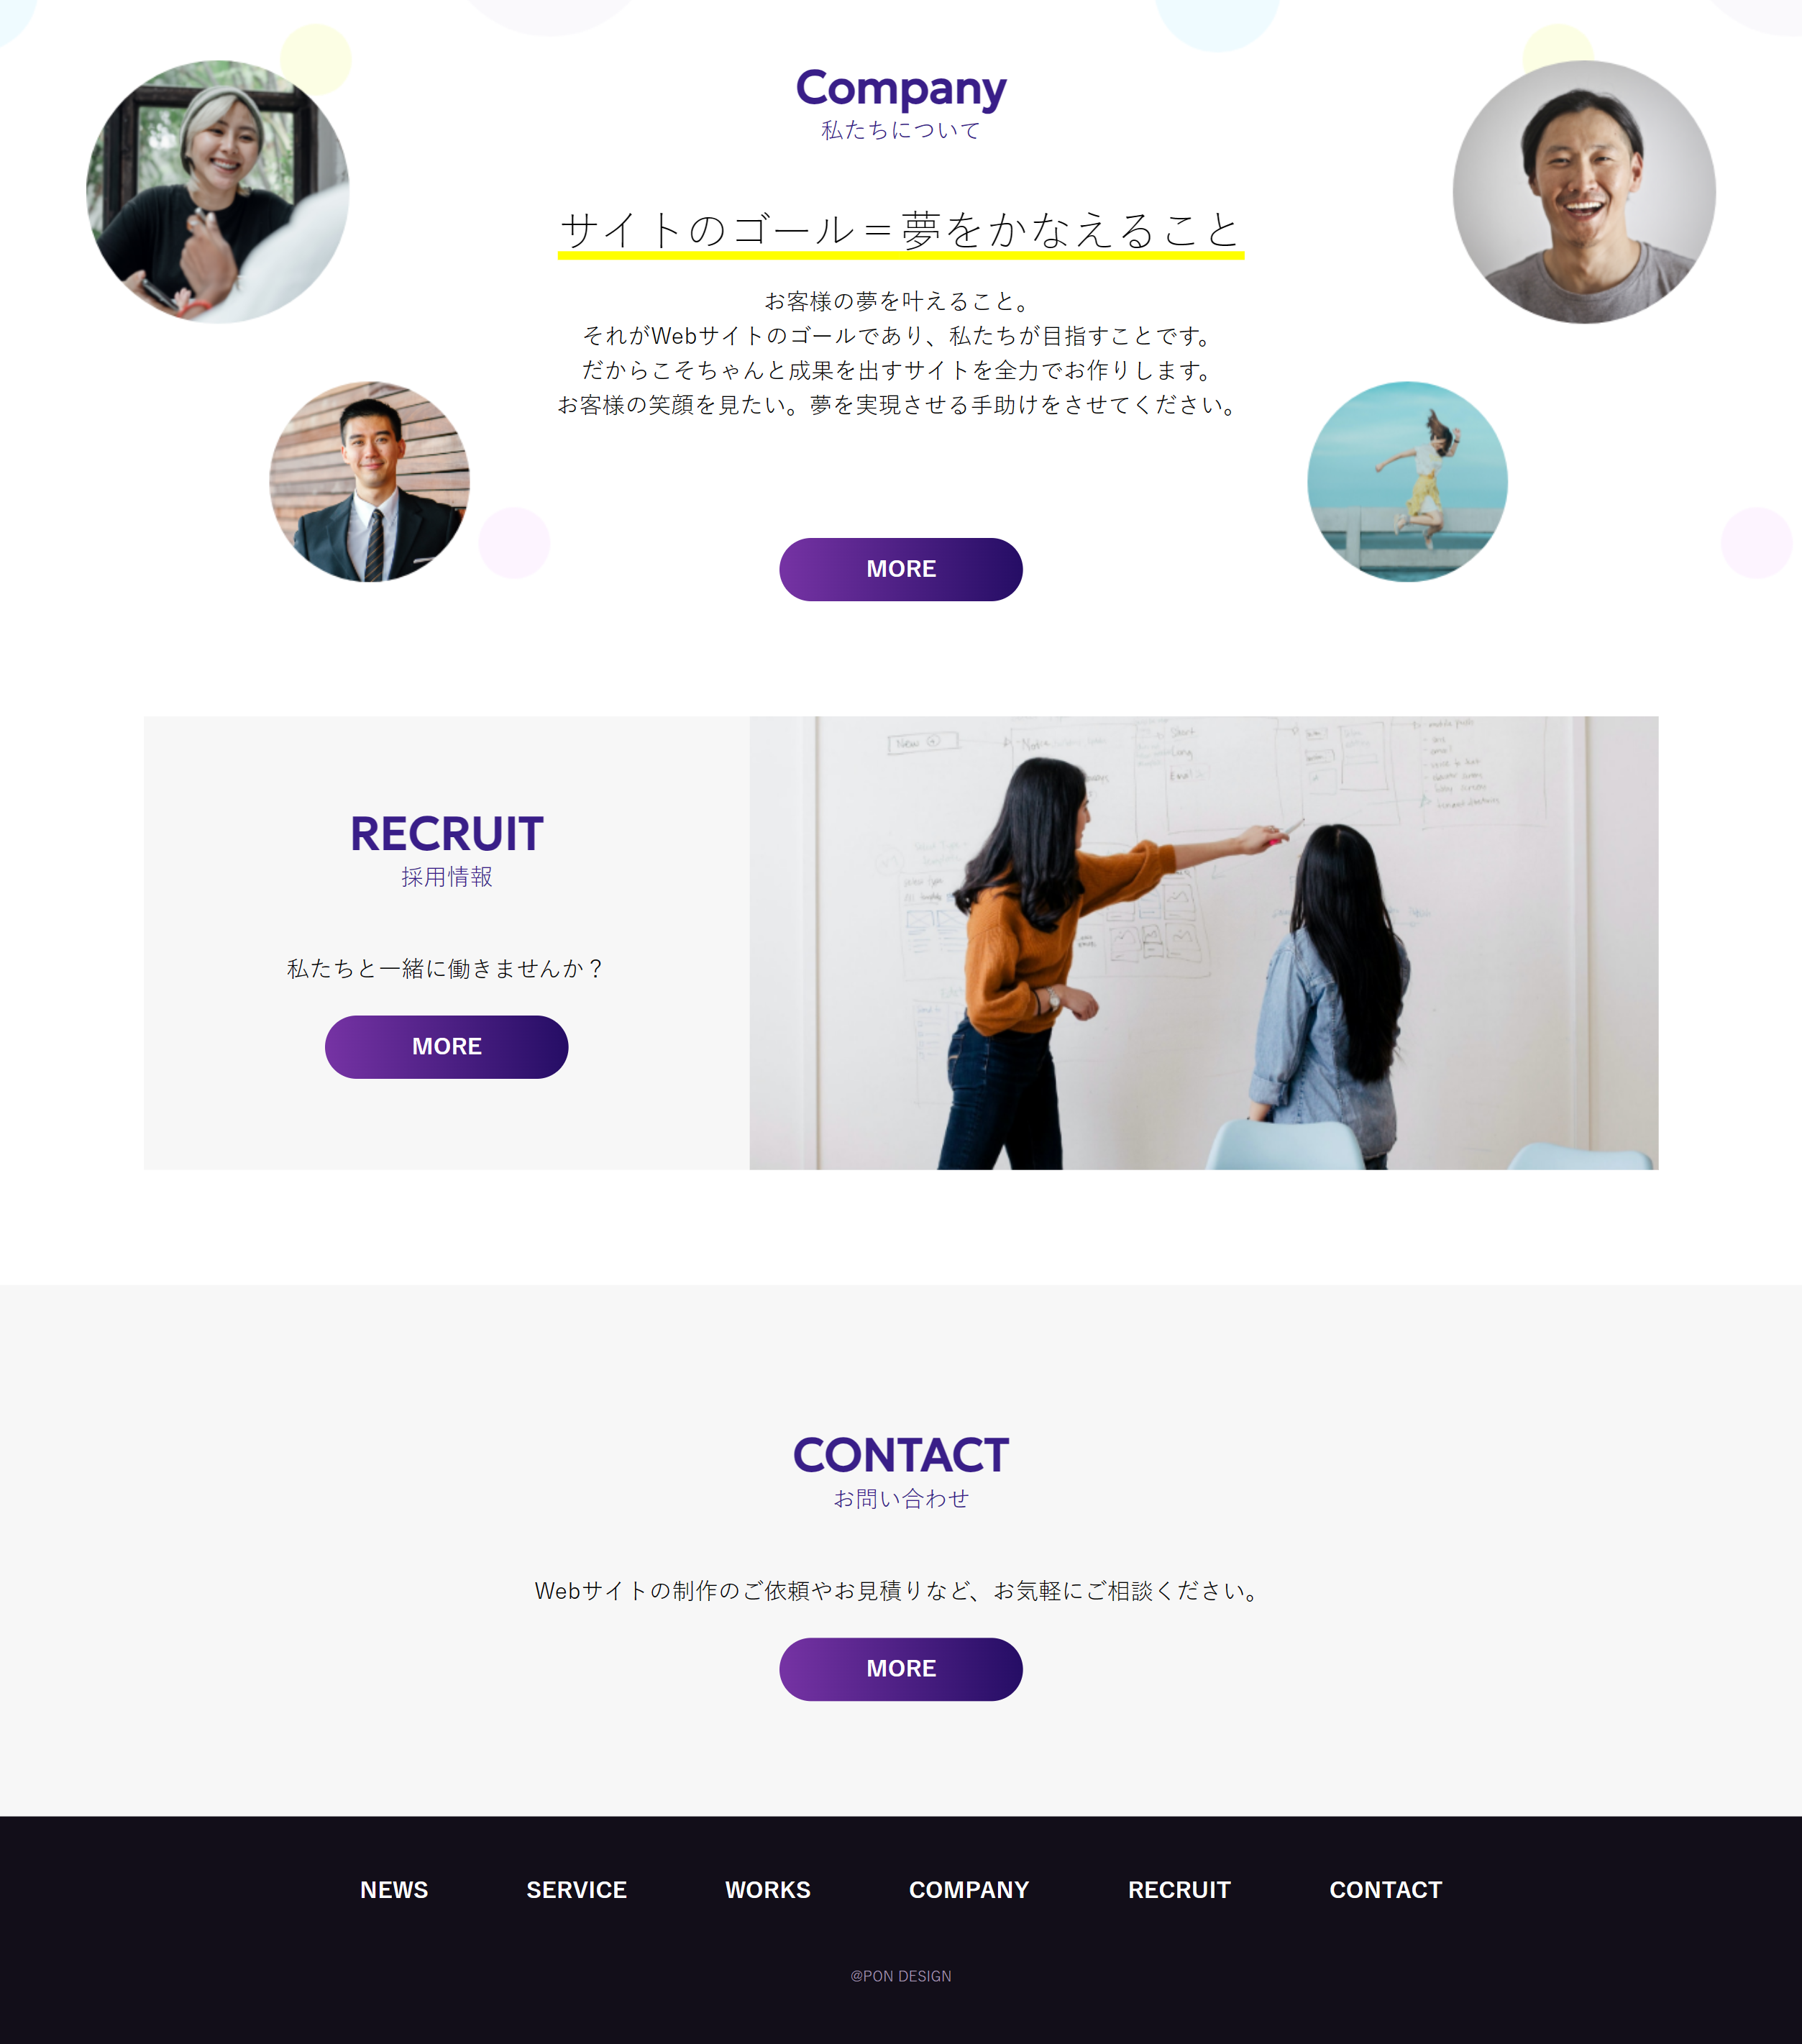 Company
私たちについて
サイトのゴール＝夢をかなえること
お客様の夢を叶えること。
それがWebサイトのゴールであり、私たちが目指すことです。
だからこそちゃんと成果を出すサイトを全力でお作りします。
お客様の笑顔を見たい。夢を実現させる手助けをさせてください。
MORE
RECRUIT
採用情報
私たちと一緒に働きませんか？
MORE
New
Start
Long
Email
CONTACT
お問い合わせ
Webサイトの制作のご依頼やお見積りなど、お気軽にご相談ください。
MORE
NEWS SERVICE WORKS COMPANY RECRUIT CONTACT
@PON DESIGN